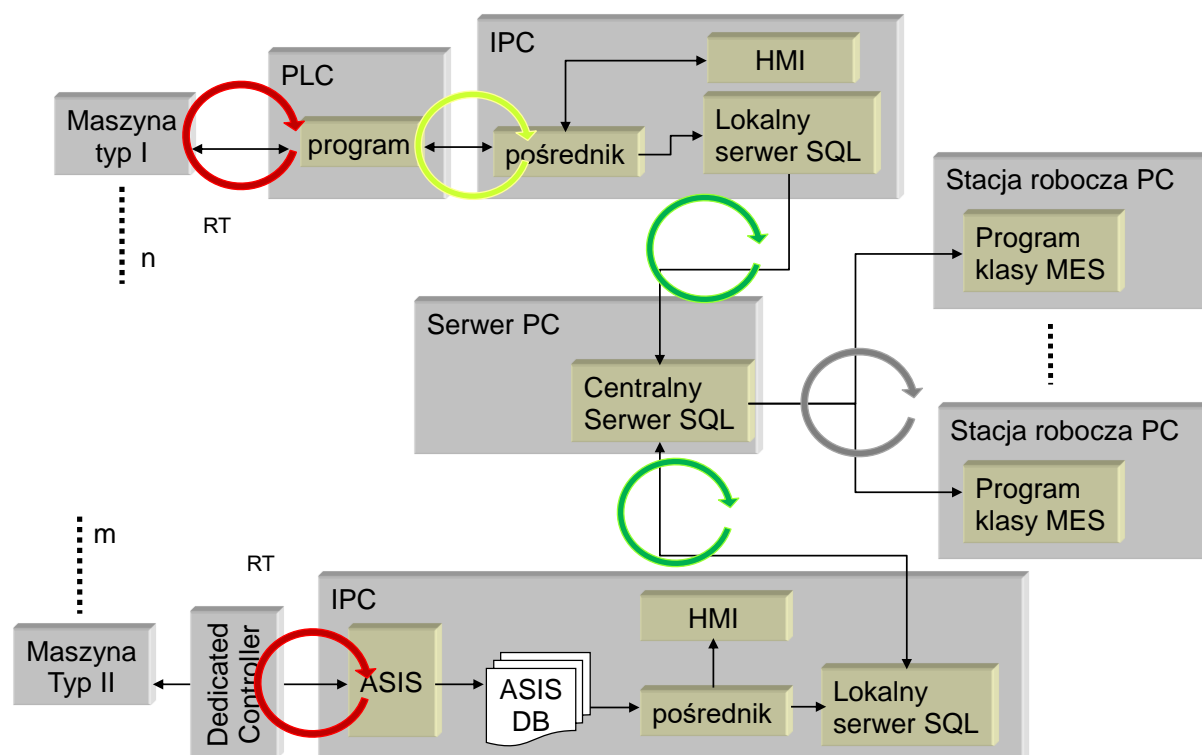 IPC
HMI
PLC
Maszyna
typ I
program
pośrednik
Lokalny
serwer SQL
RT
n
Stacja robocza PC
Program
klasy MES
Serwer PC
Centralny
Serwer SQL
Stacja robocza PC
Program
klasy MES
m
RT
IPC
Maszyna
Typ II
Dedicated
Controller
ASIS
ASIS
DB
HMI
pośrednik
Lokalny
serwer SQL